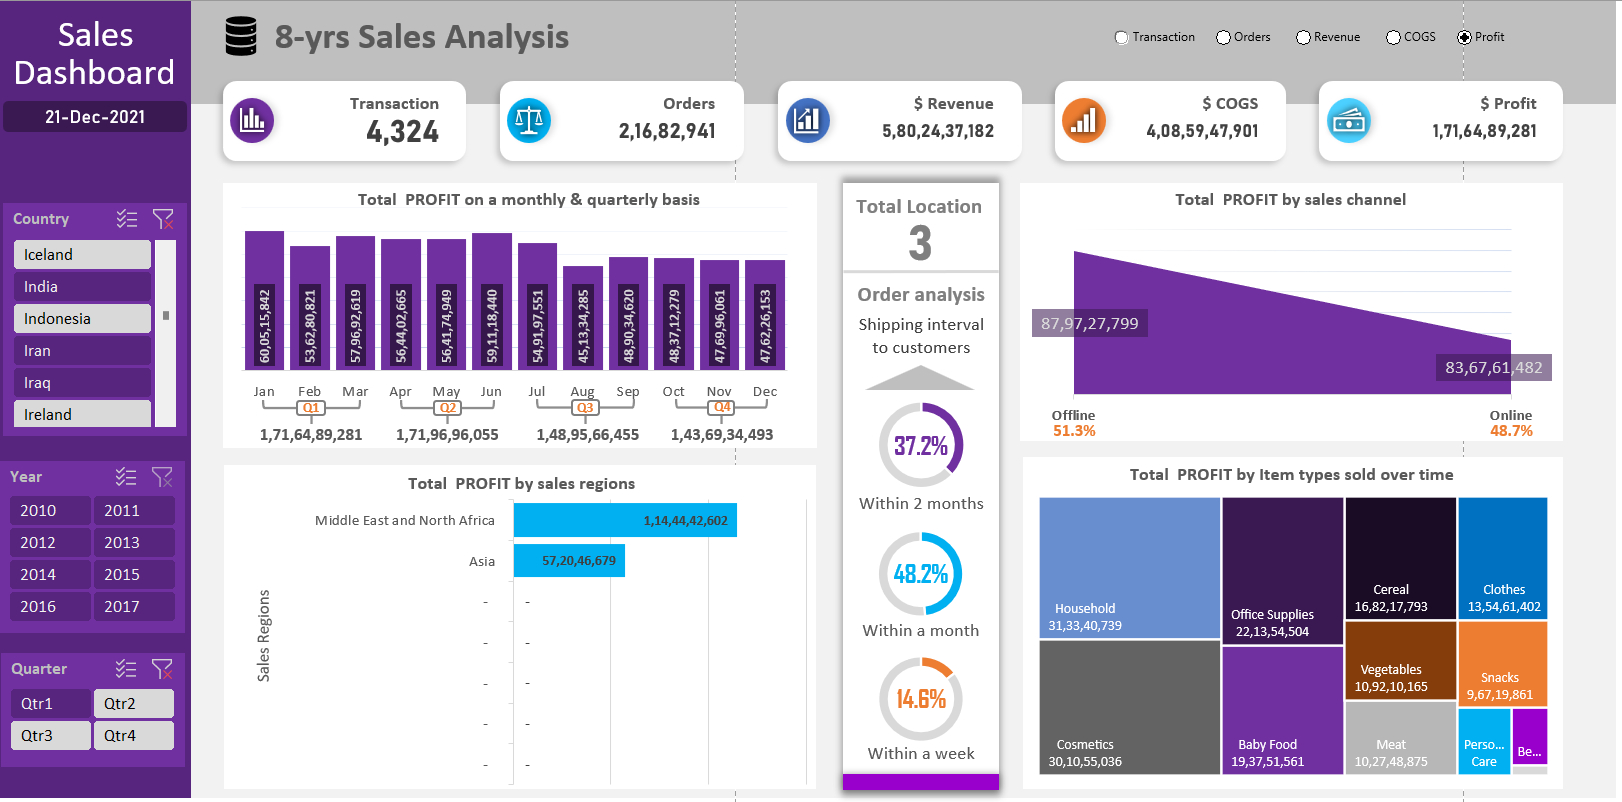 Sales
Dashboard
21-Dec-2021
8-yrs Sales Analysis
Transaction
Orders
Revenue
COGS
Profit
Transaction
4,324
Orders
2,16,82,941
$ Revenue
5,80,24,37,182
$ COGS
4,08,59,47,901
$ Profit
1,71,64,89,281
Country
Iceland
India
Indonesia
Iran
Iraq
Ireland
Year
2010 2011
2012 2013
2014 2015
2016 2017
Quarter
Qtr1 Qtr2
Qtr3 Qtr4
Total PROFIT on a monthly & quarterly basis
60,05,15,842
53,62,80,821
57,96,92,619
56,44,02,665
56,41,74,949
59,11,18,440
54,91,97,551
45,13,34,285
48,90,34,620
48,37,12,279
47,69,96,061
47,62,26,153
Jan Feb Mar Apr May Jun Jul Aug Sep Oct Nov Dec
Q1 Q2 Q3 Q4
1,71,64,89,281 1,71,96,96,055 1,48,95,66,455 1,43,69,34,493
Total PROFIT by sales regions
Sales Regions
Middle East and North Africa 1,14,44,42,602
Asia 57,20,46,679
- -
- -
- -
- -
- -
Total Location
3
Order analysis
Shipping interval
to customers
37.2%
Within 2 months
48.2%
Within a month
14.6%
Within a week
Total PROFIT by sales channel
87,97,27,799
83,67,61,482
Offline
51.3%
Online
48.7%
Total PROFIT by Item types sold over time
Household
31,33,40,739
Cosmetics
30,10,55,036
Office Supplies
22,13,54,504
Baby Food
19,37,51,561
Cereal
16,82,17,793
Vegetables
10,92,10,165
Meat
10,27,48,875
Clothes
13,54,61,402
Snacks
9,67,19,861
Perso...
Care
Be...